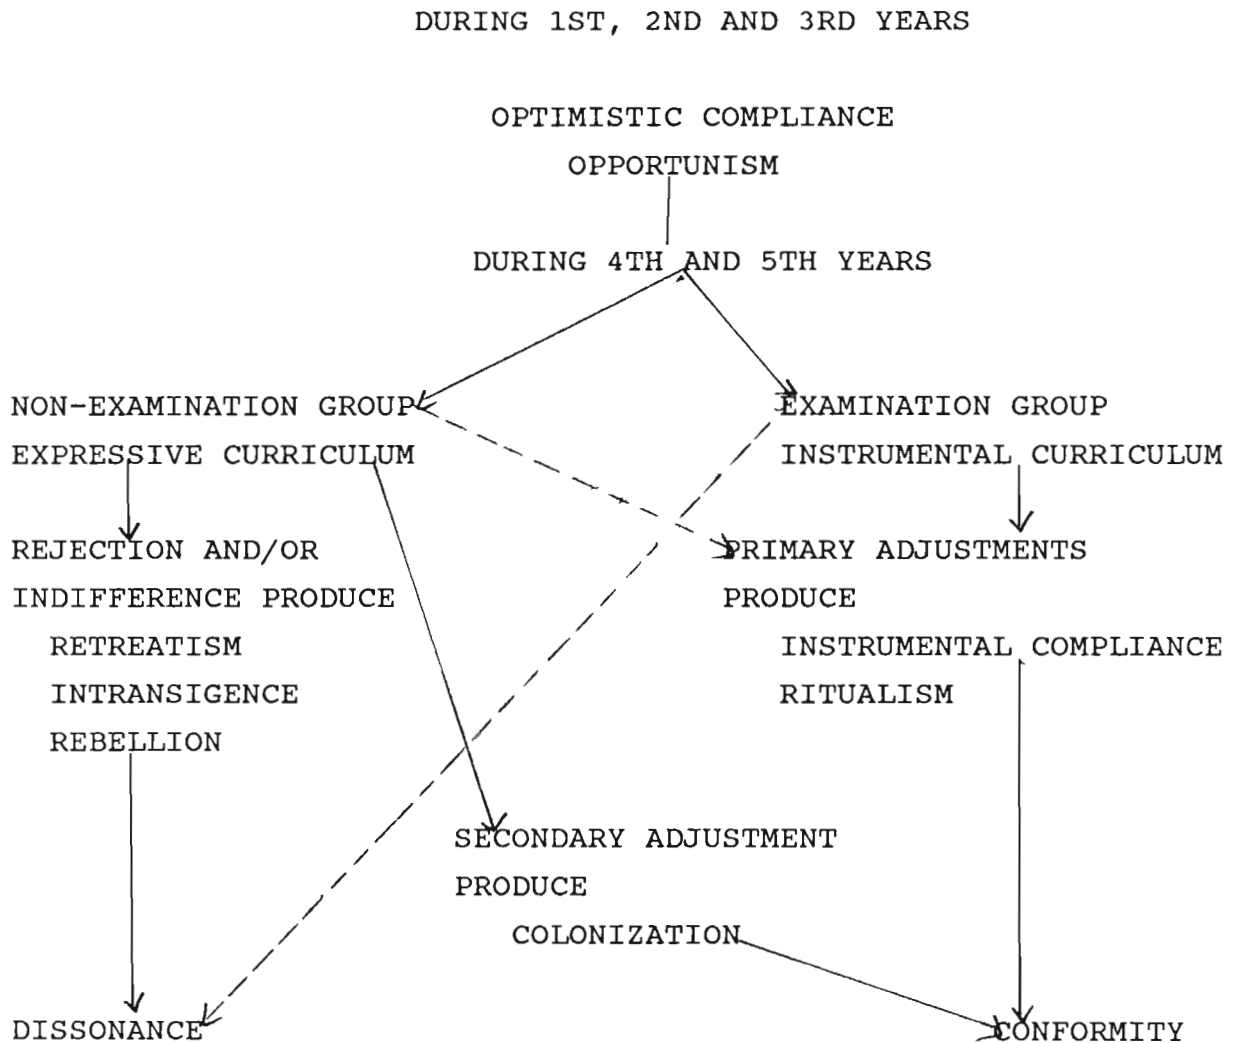 DURING 1ST, 2ND AND 3RD YEARS
OPTIMISTIC COMPLIANCE
OPPORTUNISM
DURING 4TH AND 5TH YEARS
NON-EXAMINATION GROUP
EXPRESSIVE CURRICULUM
EXAMINATION GROUP
INSTRUMENTAL CURRICULUM
REJECTION AND/OR
INDIFFERENCE PRODUCE
RETREATISM
INTRANSIGENCE
REBELLION
PRIMARY ADJUSTMENTS
PRODUCE
INSTRUMENTAL COMPLIANCE
RITUALISM
SECONDARY ADJUSTMENT
PRODUCE
COLONIZATION
DISSONANCE
CONFORMITY